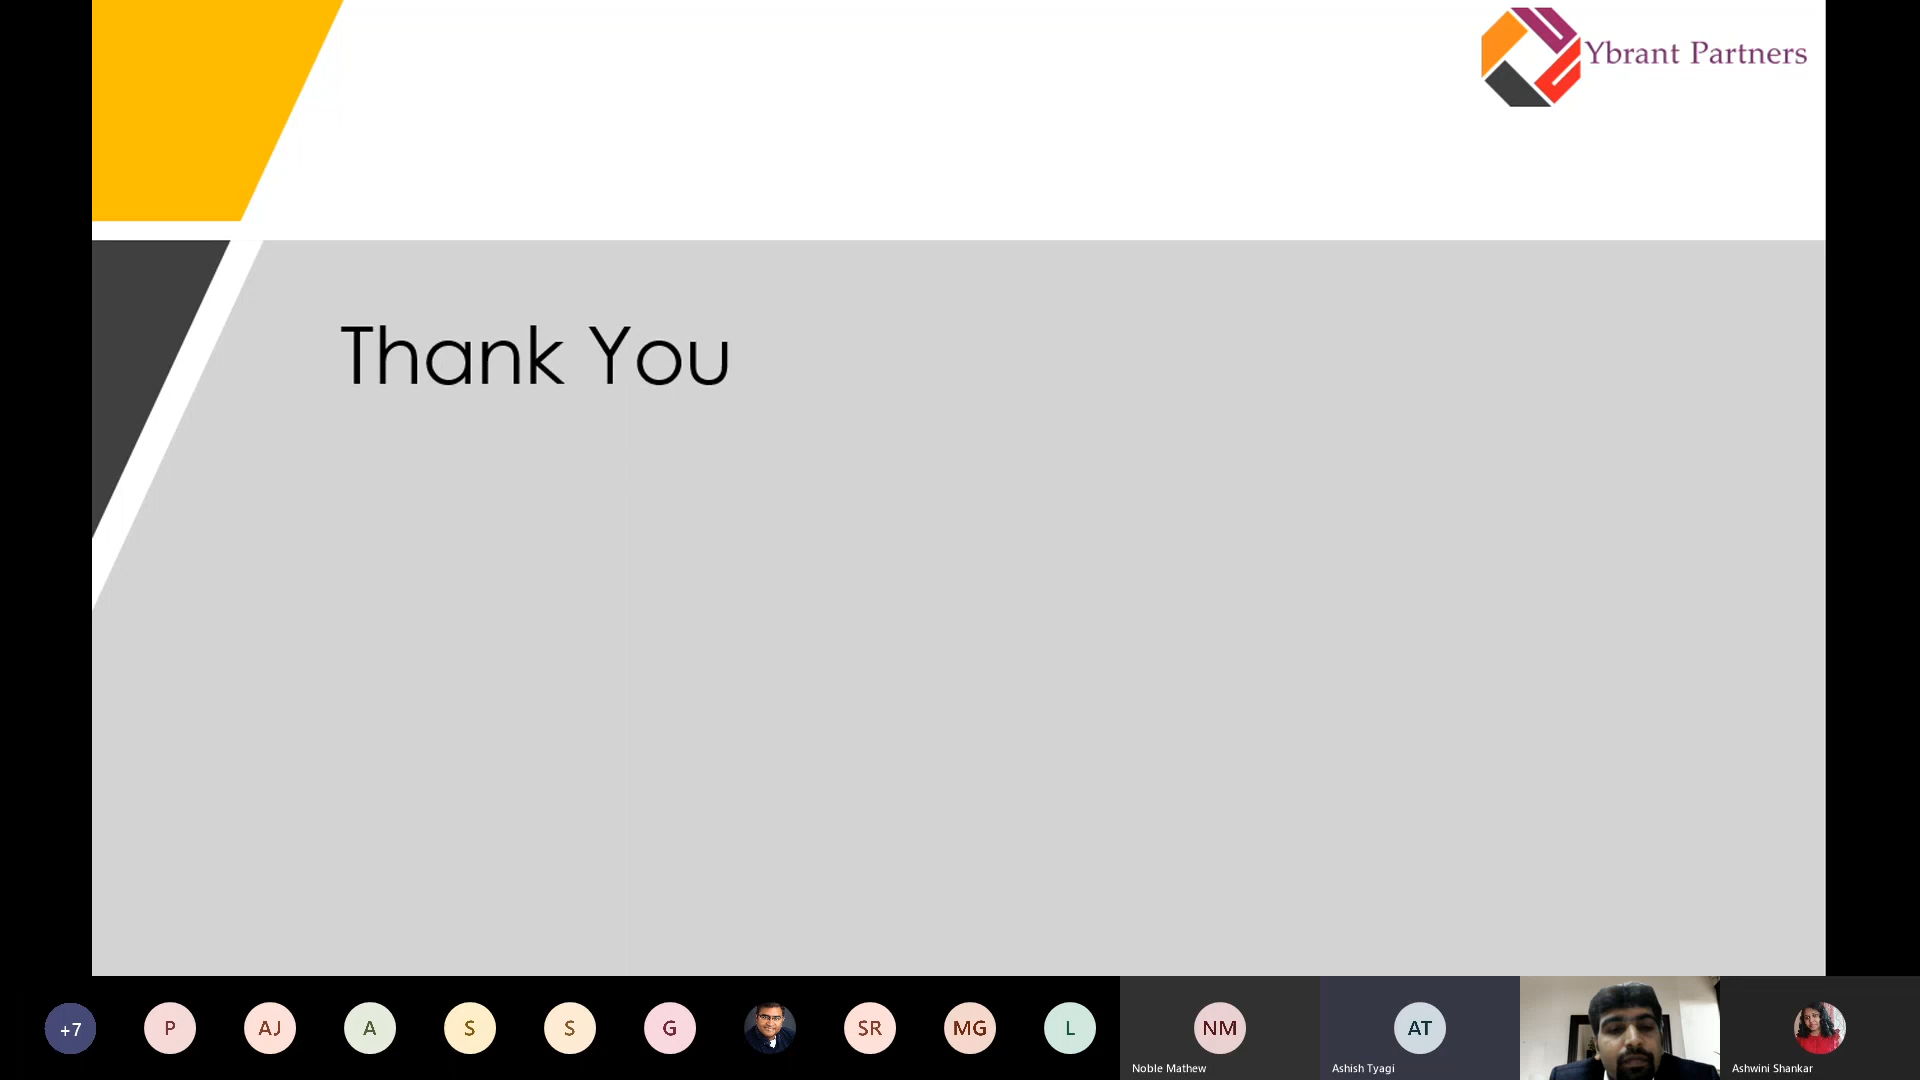 Ybrant Partners
Thank You
+7
P
AJ
A
S
S
G
SR
MG
L
NM
AT
Noble Mathew
Ashish Tyagi
Ashwini Shankar